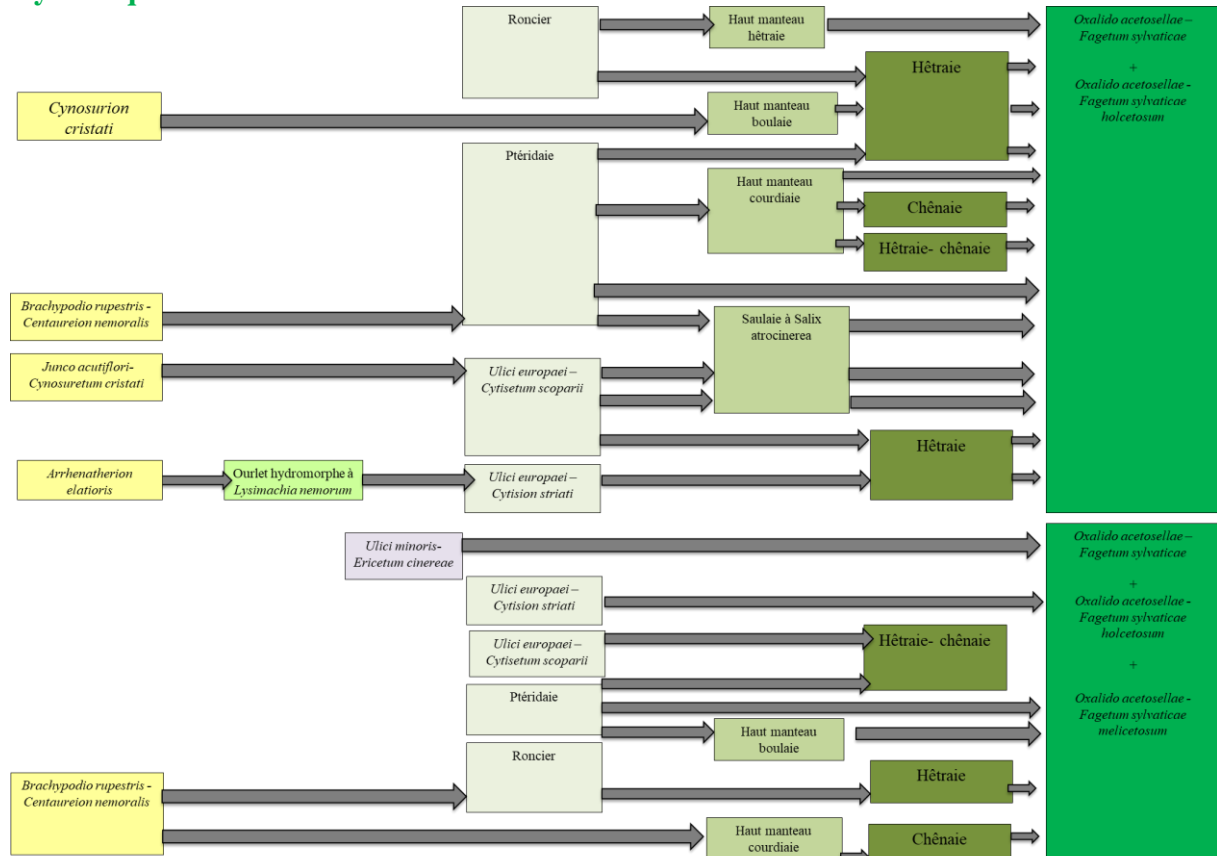 Roncier
Haut manteau
hêtraie
Oxalido acetosellae –
Fagetum sylvaticae
+
Oxalido acetosellae -
Fagetum sylvaticae
holcetosum
Hêtraie
Cynosurion
cristati
Haut manteau
boulaie
Ptéridaie
Haut manteau
courdiaie
Chênaie
Hêtraie- chênaie
Brachypodio rupestris -
Centaureion nemoralis
Saulaie à Salix
atrocinerea
Junco acutiflori-
Cynosuretum cristati
Ulici europaei –
Cytisetum scoparii
Hêtraie
Arrhenatherion
elatioris
Ourlet hydromorphe à
Lysimachia nemorum
Ulici europaei –
Cytision striati
Ulici minoris-
Ericetum cinereae
Oxalido acetosellae –
Fagetum sylvaticae
+
Oxalido acetosellae -
Fagetum sylvaticae
holcetosum
+
Oxalido acetosellae -
Fagetum sylvaticae
melicetosum
Ulici europaei –
Cytision striati
Ulici europaei –
Cytisetum scoparii
Hêtraie- chênaie
Ptéridaie
Haut manteau
boulaie
Roncier
Hêtraie
Brachypodio rupestris -
Centaureion nemoralis
Haut manteau
courdiaie
Chênaie